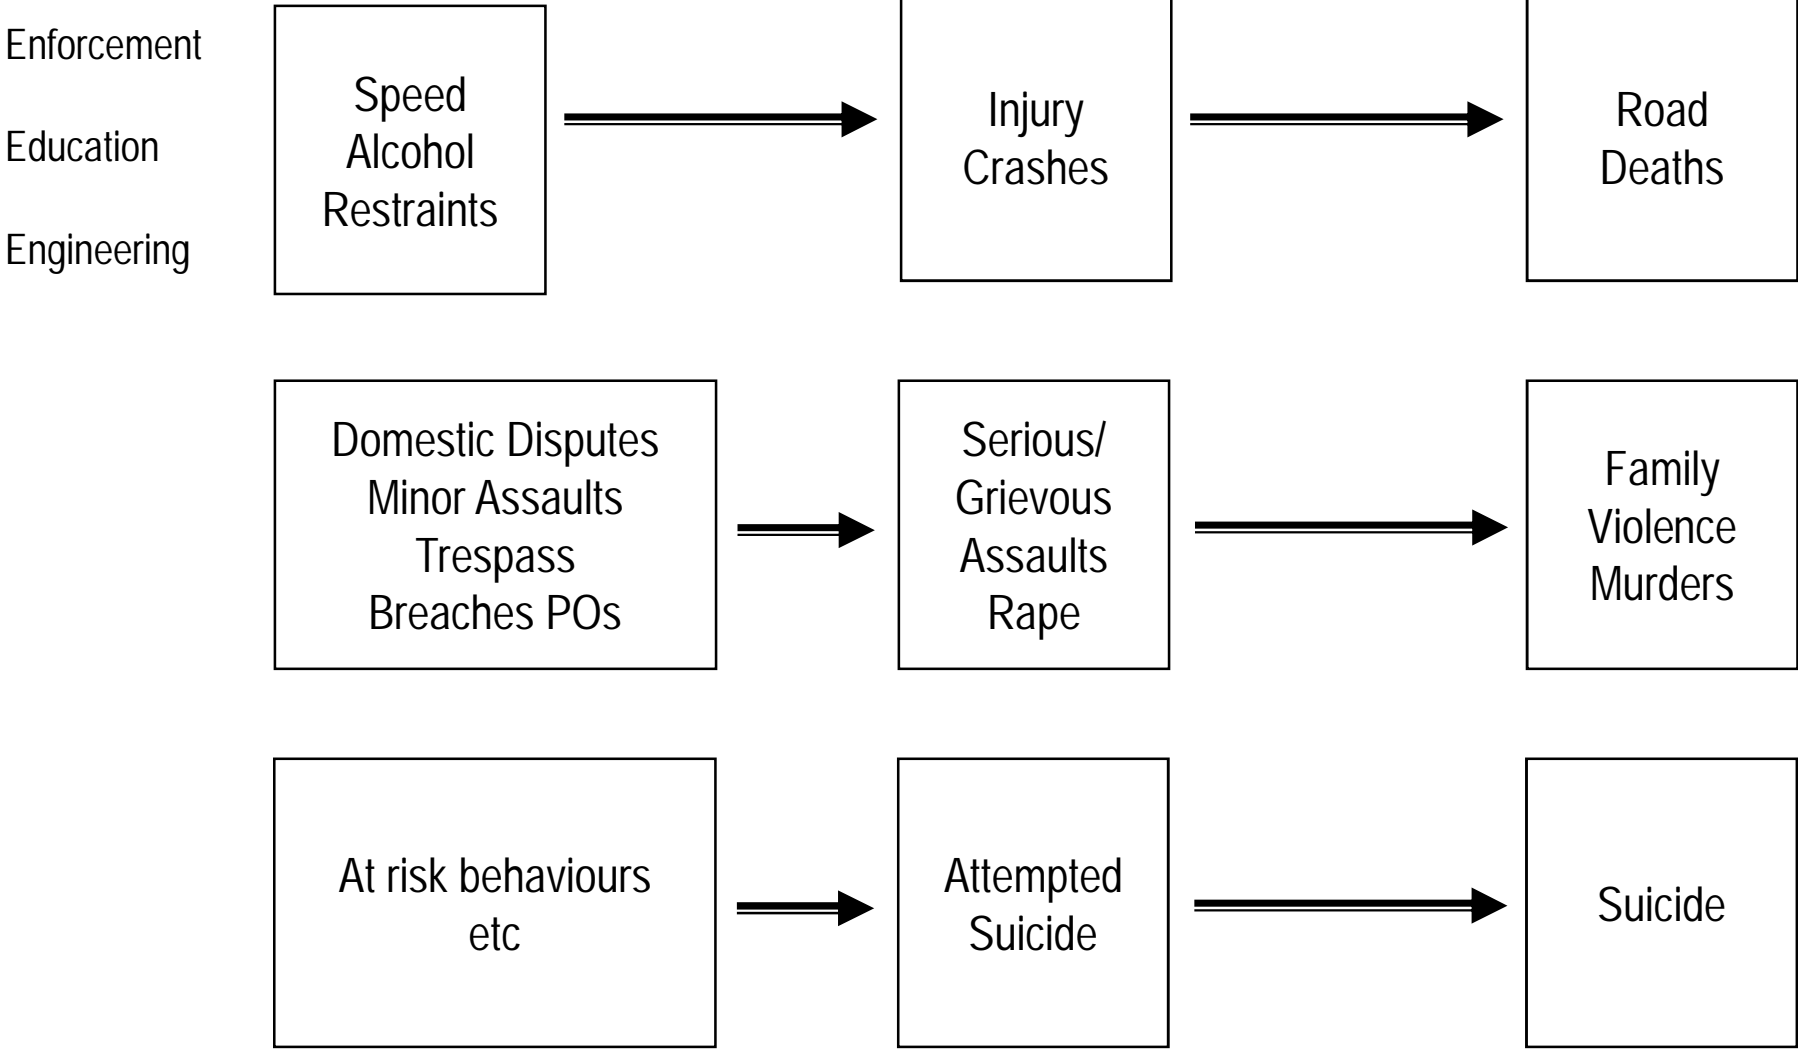 Enforcement
Education
Engineering
Speed
Alcohol
Restraints
Injury
Crashes
Road
Deaths
Domestic Disputes
Minor Assaults
Trespass
Breaches POs
Serious/
Grievous
Assaults
Rape
Family
Violence
Murders
At risk behaviours
etc
Attempted
Suicide
Suicide